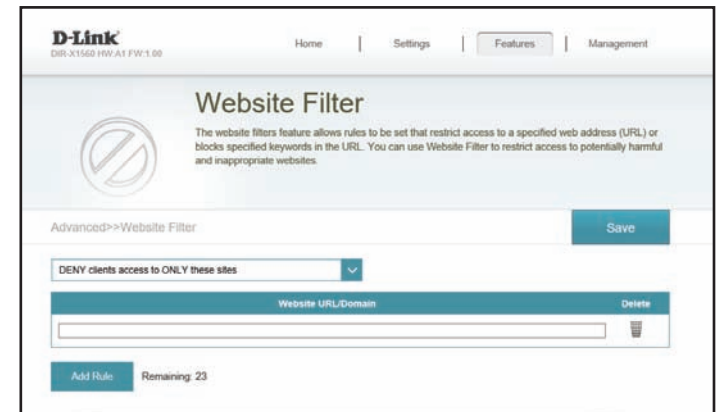 D-Link
DIR-X1560 HW:A1 FW:1.00
Home | Settings | Features | Management
Website Filter
The website filters feature allows rules to be set that restrict access to a specified web address (URL) or
blocks specified keywords in the URL. You can use Website Filter to restrict access to potentially harmful
and inappropriate websites.
Advanced>>Website Filter
Save
DENY clients access to ONLY these sites
Website URL/Domain
Delete
Add Rule
Remaining: 23